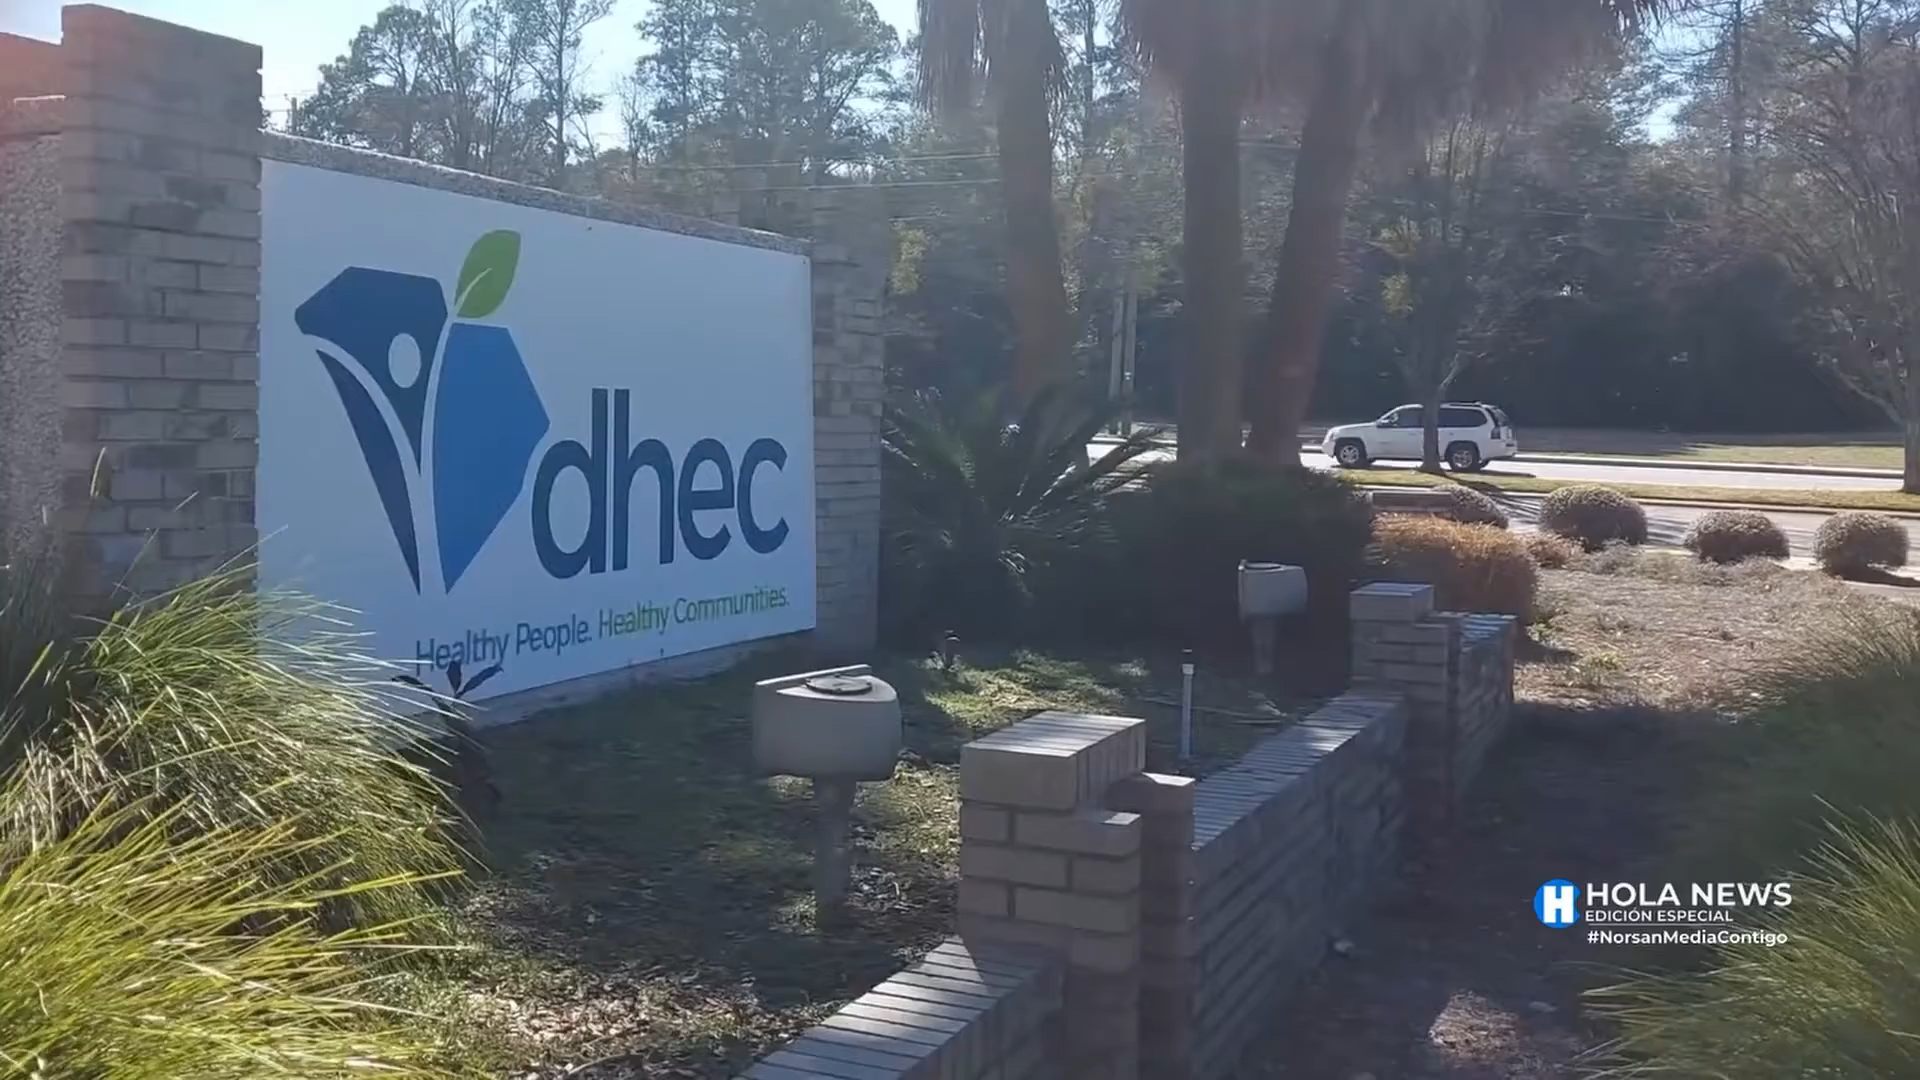 dhec
Healthy People. Healthy Communities.
H HOLA NEWS
EDICIÓN ESPECIAL
#NorsanMediaContigo